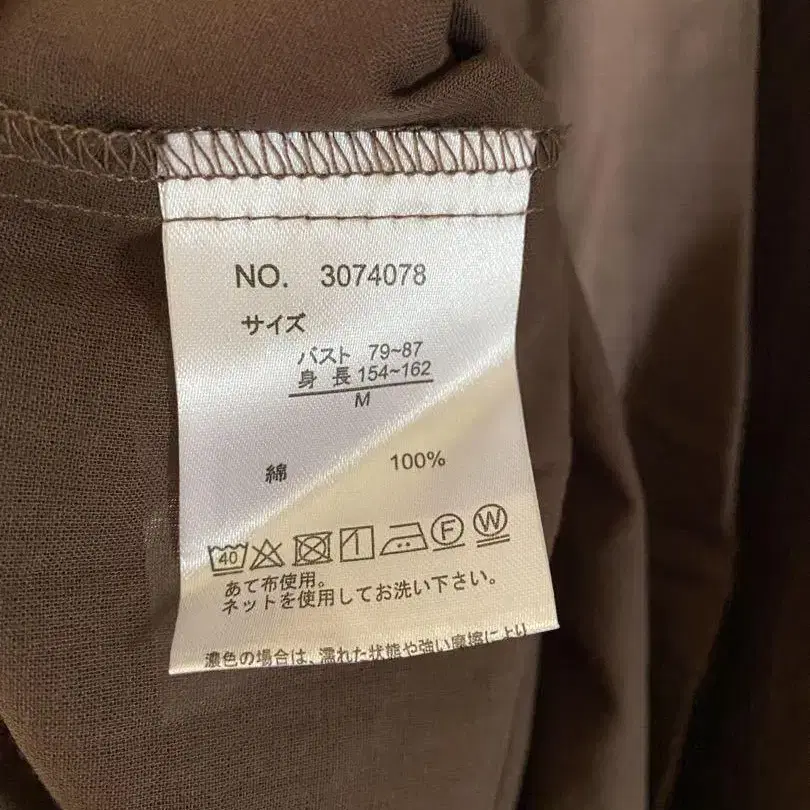 NO. 3074078
サイズ
バスト 79~87
身 長 154~162
M
綿 100%
40 F W
あて布使用。
ネットを使用してお洗い下さい。
濃色の場合は、濡れた状態や強い摩擦により